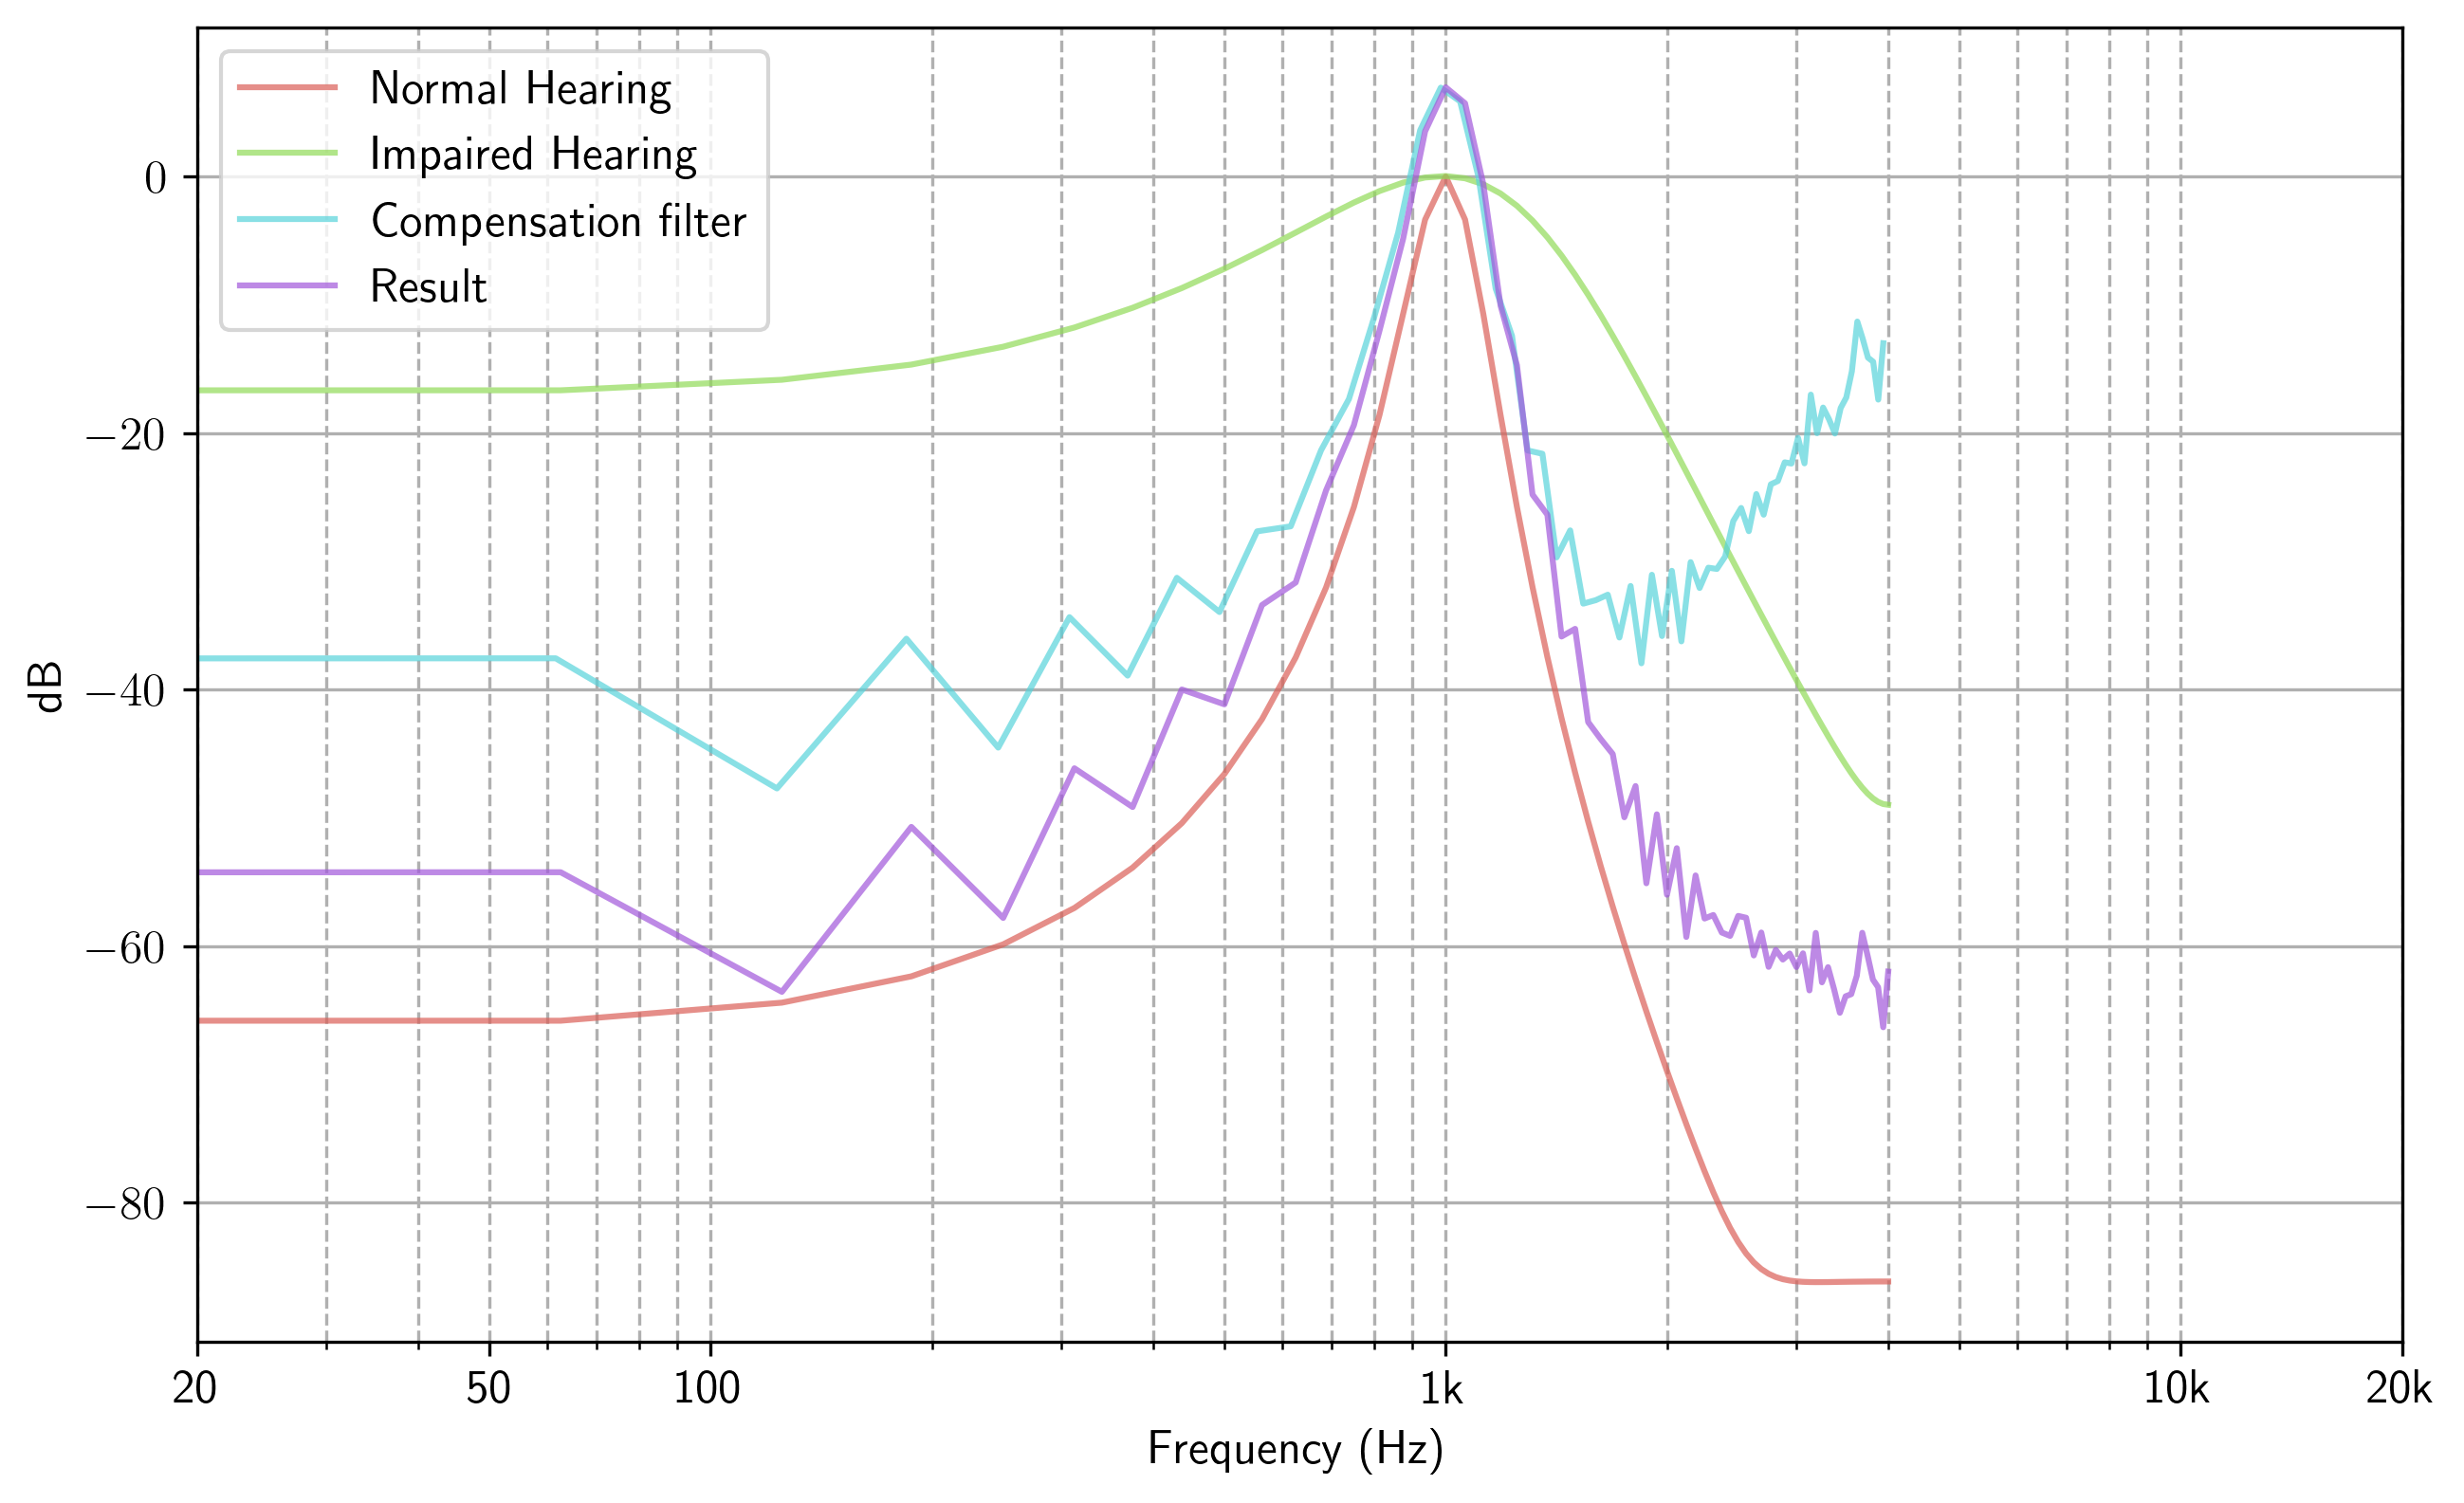 Normal Hearing
Impaired Hearing
Compensation filter
Result
0
−20
−40
−60
−80
dB
20 50 100 1k 10k 20k
Frequency (Hz)